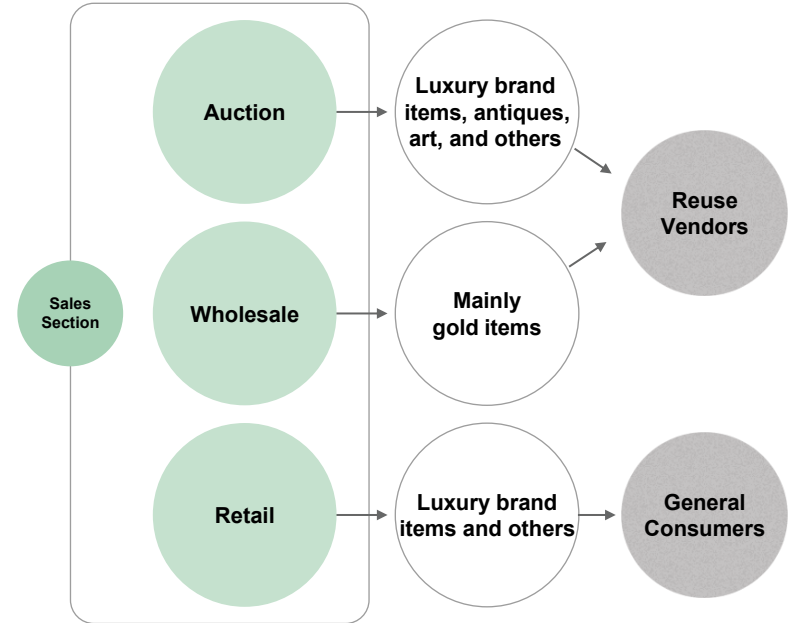 Auction
Luxury brand
items, antiques,
art, and others
Reuse
Vendors
Sales
Section
Wholesale
Mainly
gold items
Retail
Luxury brand
items and others
General
Consumers